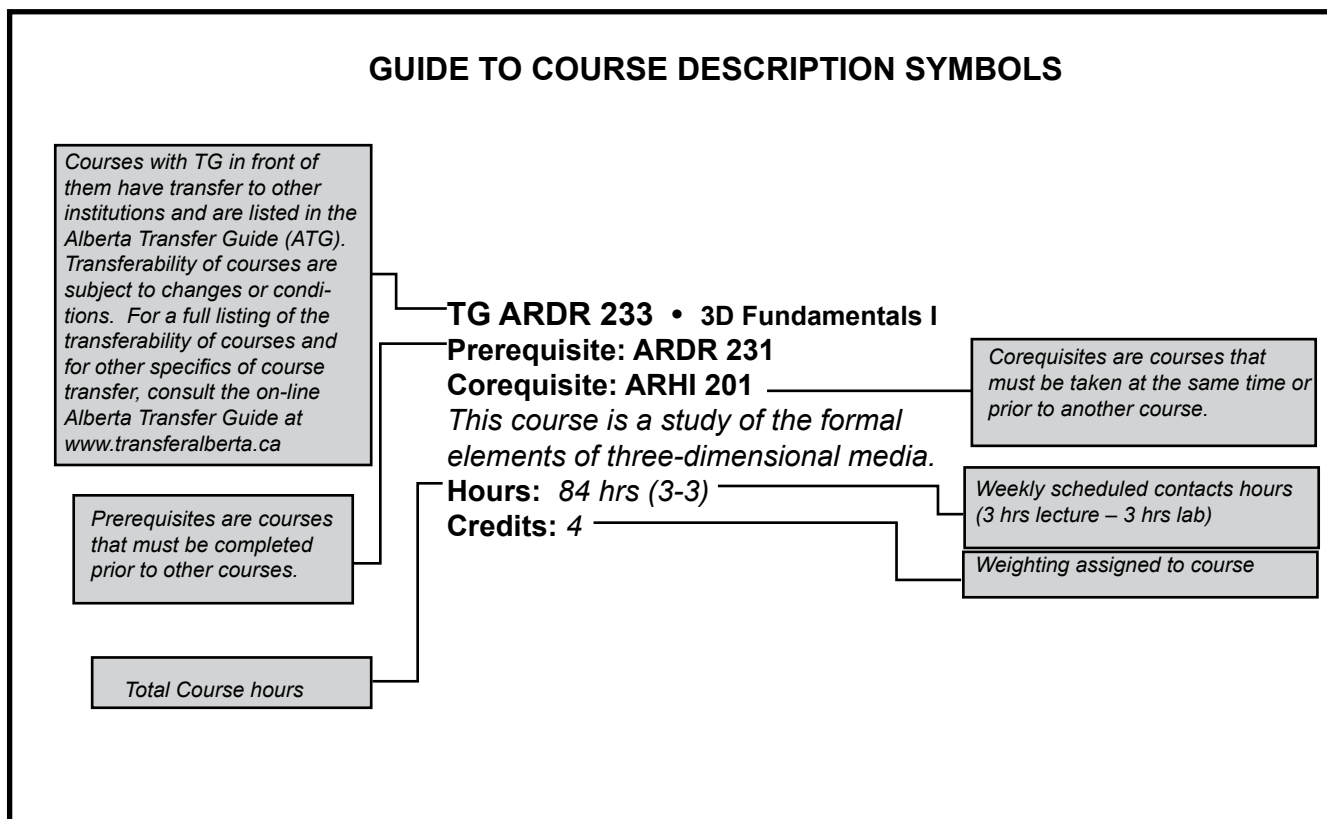 GUIDE TO COURSE DESCRIPTION SYMBOLS
Courses with TG in front of
them have transfer to other
institutions and are listed in the
Alberta Transfer Guide (ATG).
Transferability of courses are
subject to changes or condi-
tions.  For a full listing of the
transferability of courses and
for other specifics of course
transfer, consult the on-line
Alberta Transfer Guide at
www.transferalberta.ca
Prerequisites are courses
that must be completed
prior to other courses.
Total Course hours
TG ARDR 233 • 3D Fundamentals I
Prerequisite: ARDR 231
Corequisite: ARHI 201
This course is a study of the formal
elements of three-dimensional media.
Hours: 84 hrs (3-3)
Credits: 4
Corequisites are courses that
must be taken at the same time or
prior to another course.
Weekly scheduled contacts hours
(3 hrs lecture – 3 hrs lab)
Weighting assigned to course